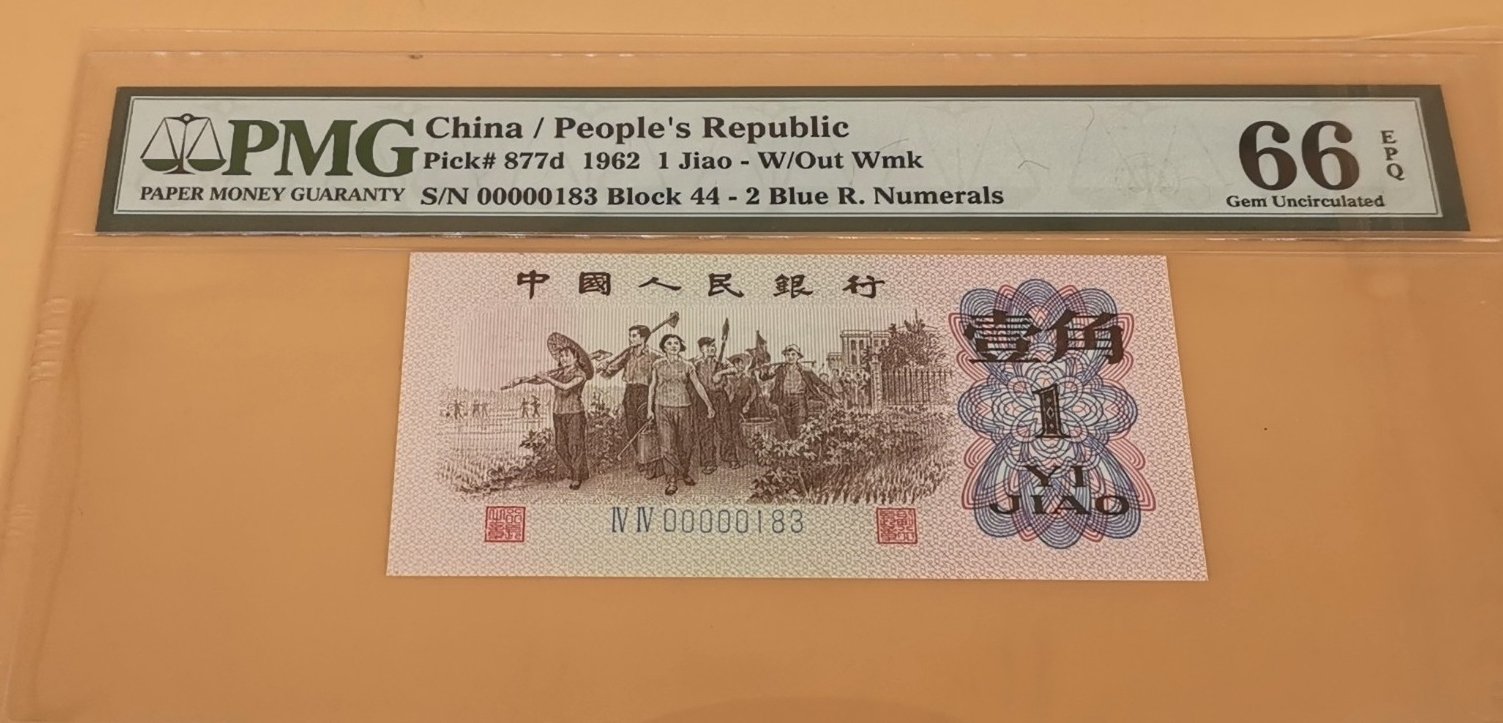 PMG
PAPER MONEY GUARANTY
China / People's Republic
Pick# 877d 1962 1 Jiao - W/Out Wmk
S/N 00000183 Block 44 - 2 Blue R. Numerals
66 EPQ
Gem Uncirculated
中國人民銀行
壹角
1
YI
JIAO
IV IV 00000183